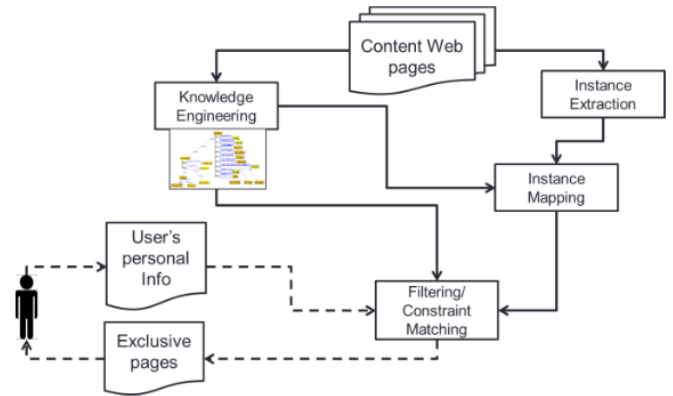 Content Web
pages
Knowledge
Engineering
Instance
Extraction
Instance
Mapping
User's
personal
Info
Filtering/
Constraint
Matching
Exclusive
pages